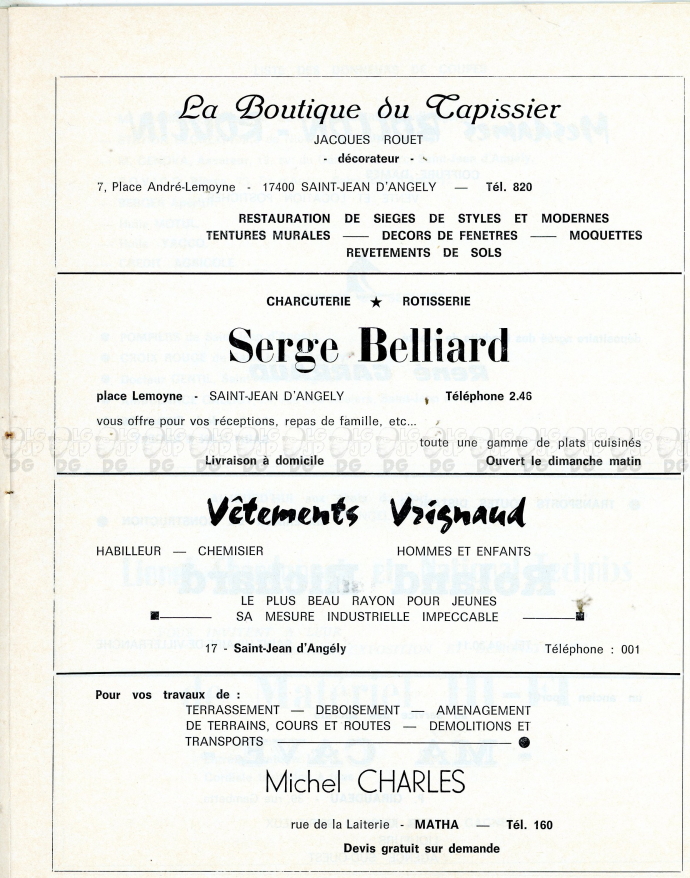 La Boutique du Tapissier
JACQUES ROUET
- décorateur -
7, Place André-Lemoyne - 17400 SAINT-JEAN D'ANGELY — Tél. 820
RESTAURATION DE SIEGES DE STYLES ET MODERNES
TENTURES MURALES — DECORS DE FENETRES — MOQUETTES
REVETEMENTS DE SOLS
CHARCUTERIE ★ ROTISSERIE
Serge Belliard
place Lemoyne - SAINT-JEAN D'ANGELY Téléphone 2.46
vous offre pour vos réceptions, repas de famille, etc...
toute une gamme de plats cuisinés
Livraison à domicile Ouvert le dimanche matin
Vêtements Vrignaud
HABILLEUR — CHEMISIER HOMMES ET ENFANTS
LE PLUS BEAU RAYON POUR JEUNES
SA MESURE INDUSTRIELLE IMPECCABLE
17 - Saint-Jean d'Angély Téléphone : 001
Pour vos travaux de :
TERRASSEMENT — DEBOISEMENT — AMENAGEMENT
DE TERRAINS, COURS ET ROUTES — DEMOLITIONS ET
TRANSPORTS
Michel CHARLES
rue de la Laiterie - MATHA — Tél. 160
Devis gratuit sur demande